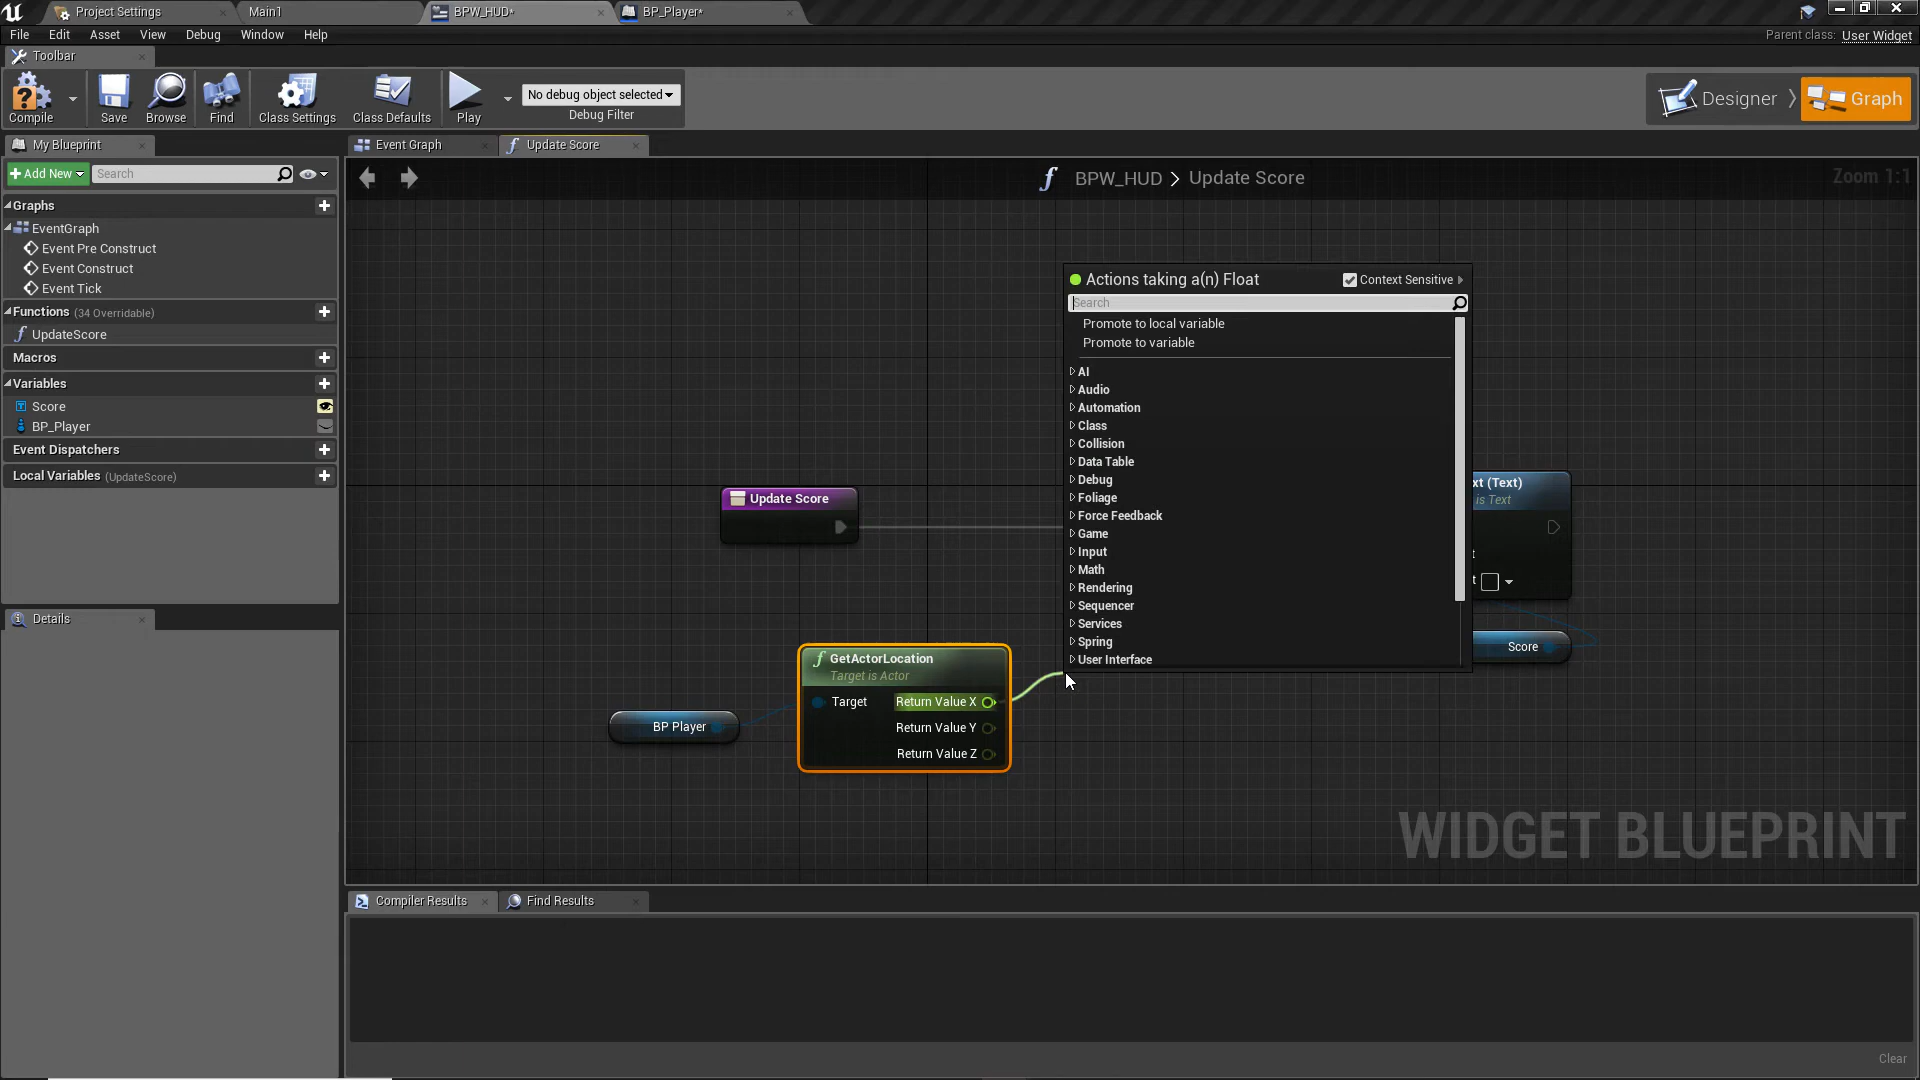 Project Settings
Main1
BPW_HUD*
BP_Player*
File Edit Asset View Debug Window Help
Parent class: User Widget
Toolbar
Compile
Save
Browse
Find
Class Settings
Class Defaults
Play
No debug object selected
Debug Filter
Designer
Graph
My Blueprint
Event Graph
Update Score
Add New
Search
BPW_HUD > Update Score
Zoom 1:1
Graphs
EventGraph
Event Pre Construct
Event Construct
Event Tick
Functions (34 Overridable)
UpdateScore
Macros
Variables
Score
BP_Player
Event Dispatchers
Local Variables (UpdateScore)
Details
Actions taking a(n) Float
Context Sensitive
Search
Promote to local variable
Promote to variable
AI
Audio
Automation
Class
Collision
Data Table
Debug
Foliage
Force Feedback
Game
Input
Math
Rendering
Sequencer
Services
Spring
User Interface
Update Score
xt (Text)
is Text
t
t
Score
GetActorLocation
Target is Actor
Target
Return Value X
Return Value Y
Return Value Z
BP Player
WIDGET BLUEPRINT
Compiler Results
Find Results
Clear